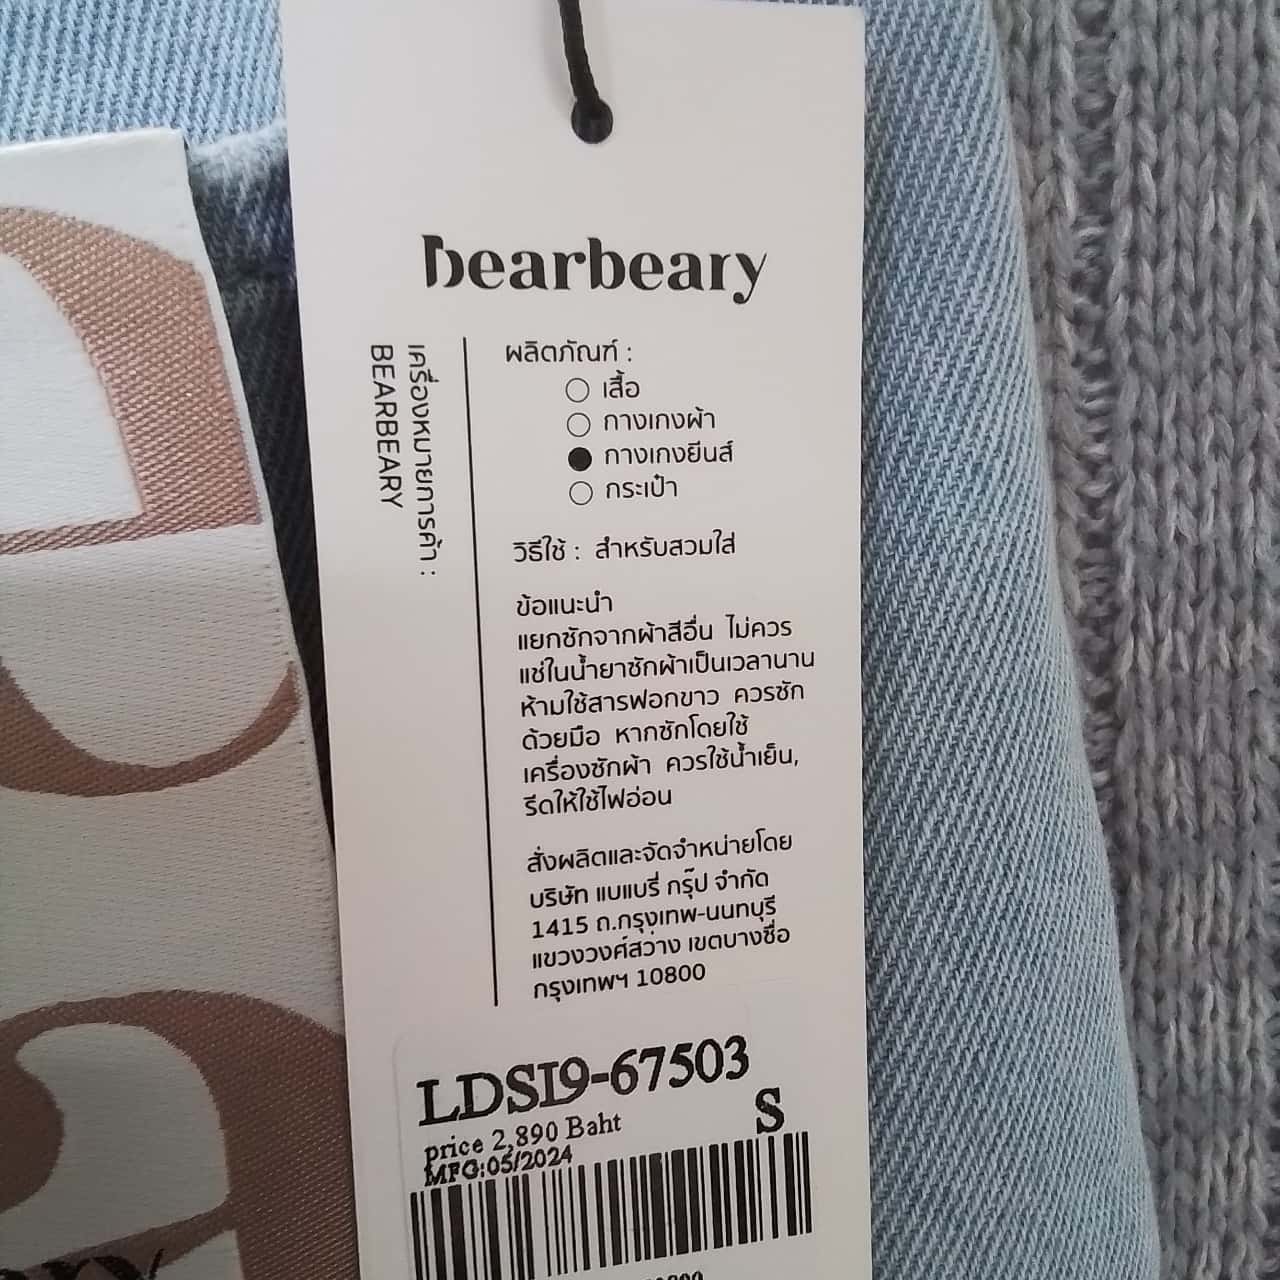 bearbeary
เครื่องหมายการค้า :
BEARBEARY
ผลิตภัณฑ์ :
เสื้อ
กางเกงผ้า
กางเกงยีนส์
กระเป๋า
วิธีใช้ : สำหรับสวมใส่
ข้อแนะนำ
แยกซักจากผ้าสีอื่น ไม่ควร
แช่ในน้ำยาซักผ้าเป็นเวลานาน
ห้ามใช้สารฟอกขาว ควรซัก
ด้วยมือ หากซักโดยใช้
เครื่องซักผ้า ควรใช้น้ำเย็น,
รีดให้ใช้ไฟอ่อน
สั่งผลิตและจัดจำหน่ายโดย
บริษัท แบแบรี่ กรุ๊ป จำกัด
1415 ถ.กรุงเทพ-นนทบุรี
แขวงวงศ์สว่าง เขตบางซื่อ
กรุงเทพฯ 10800
LDSI9-67503
price 2,890 Baht
S
MFG:05/2024